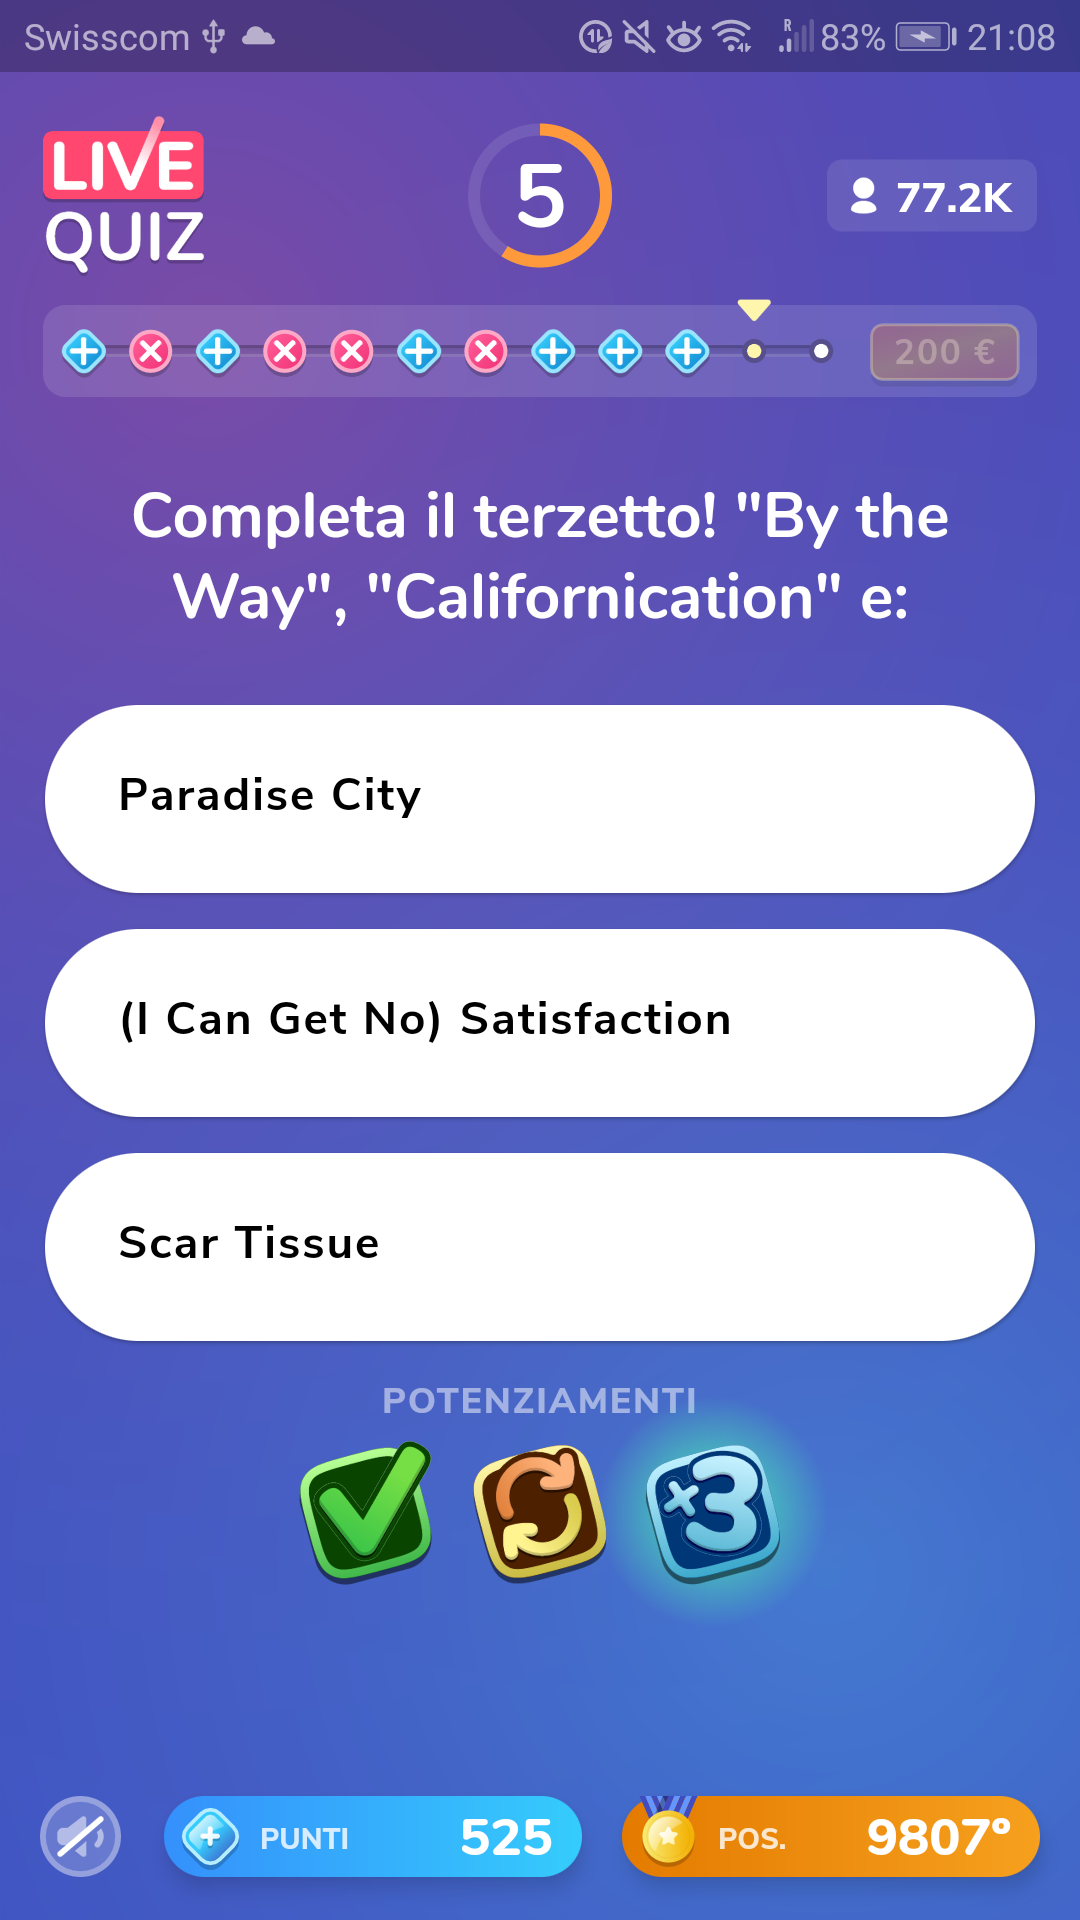 Swisscom R 83% 21:08
LIVE
QUIZ
5
77.2K
200 €
Completa il terzetto! "By the
Way", "Californication" e:
Paradise City
(I Can Get No) Satisfaction
Scar Tissue
POTENZIAMENTI
×3
PUNTI 525
POS. 9807°